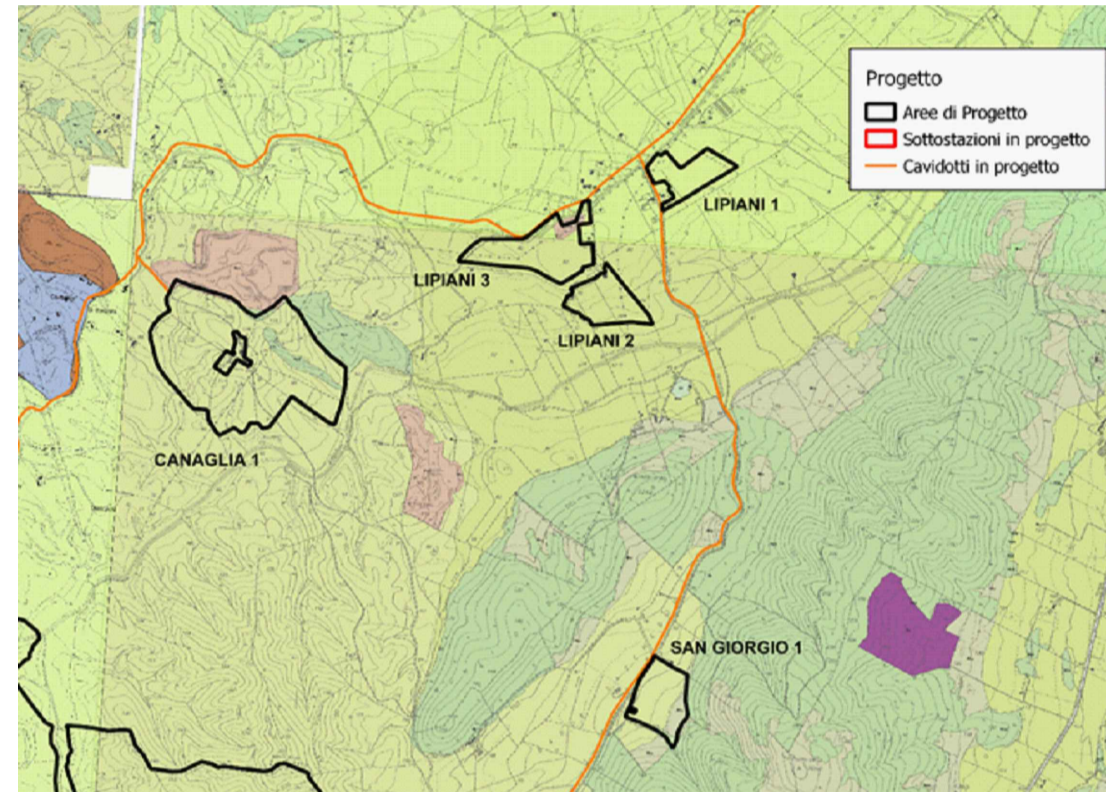 Progetto
Aree di Progetto
Sottostazioni in progetto
Cavidotti in progetto
LIPIANI 1
LIPIANI 3
LIPIANI 2
CANAGLIA 1
SAN GIORGIO 1